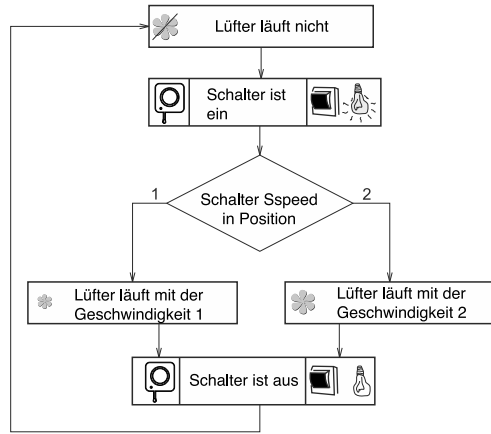 Lüfter läuft nicht
Schalter ist
ein
Schalter Sspeed
in Position
1
2
Lüfter läuft mit der
Geschwindigkeit 1
Lüfter läuft mit der
Geschwindigkeit 2
Schalter ist aus